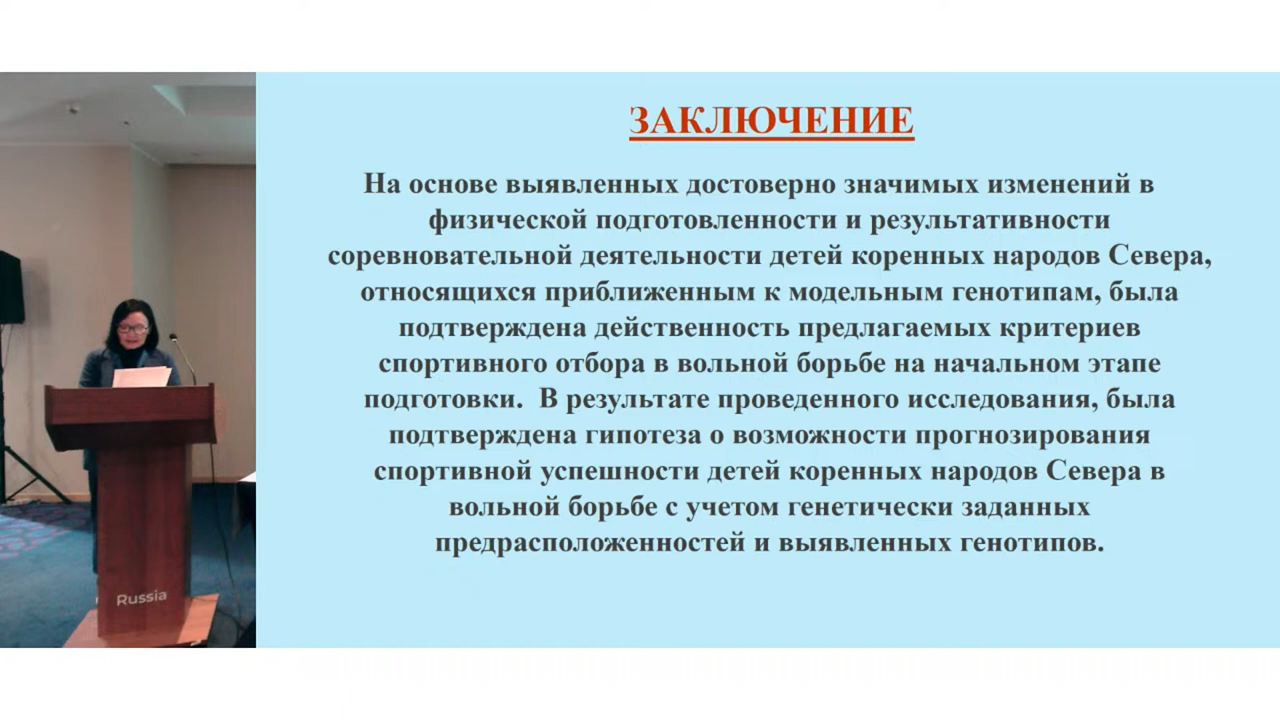 ЗАКЛЮЧЕНИЕ
На основе выявленных достоверно значимых изменений в
физической подготовленности и результативности
соревновательной деятельности детей коренных народов Севера,
относящихся приближенным к модельным генотипам, была
подтверждена действенность предлагаемых критериев
спортивного отбора в вольной борьбе на начальном этапе
подготовки.  В результате проведенного исследования, была
подтверждена гипотеза о возможности прогнозирования
спортивной успешности детей коренных народов Севера в
вольной борьбе с учетом генетически заданных
предрасположенностей и выявленных генотипов.
Russia